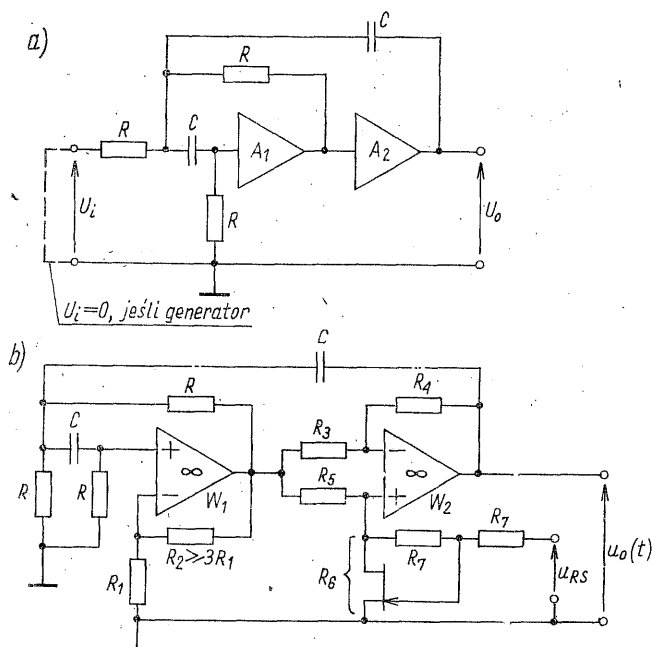 a)
C
R
R
C
A1
A2
R
Ui
Uo
Ui=0, jeśli generator
b)
C
R
R4
C
R3
R
R
∞
W1
R5
∞
W2
R2≫3R1
R7
R7
R1
R6
uRS
uo(t)